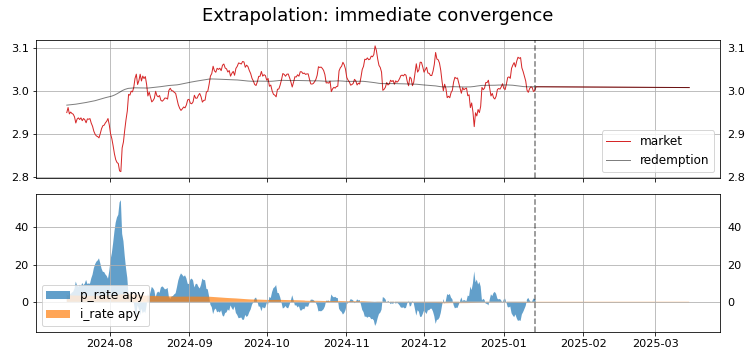 Extrapolation: immediate convergence
3.1 3.1
3.0 3.0
2.9 2.9
2.8 2.8
market
redemption
40 40
20 20
0 0
p_rate apy
i_rate apy
2024-08 2024-09 2024-10 2024-11 2024-12 2025-01 2025-02 2025-03